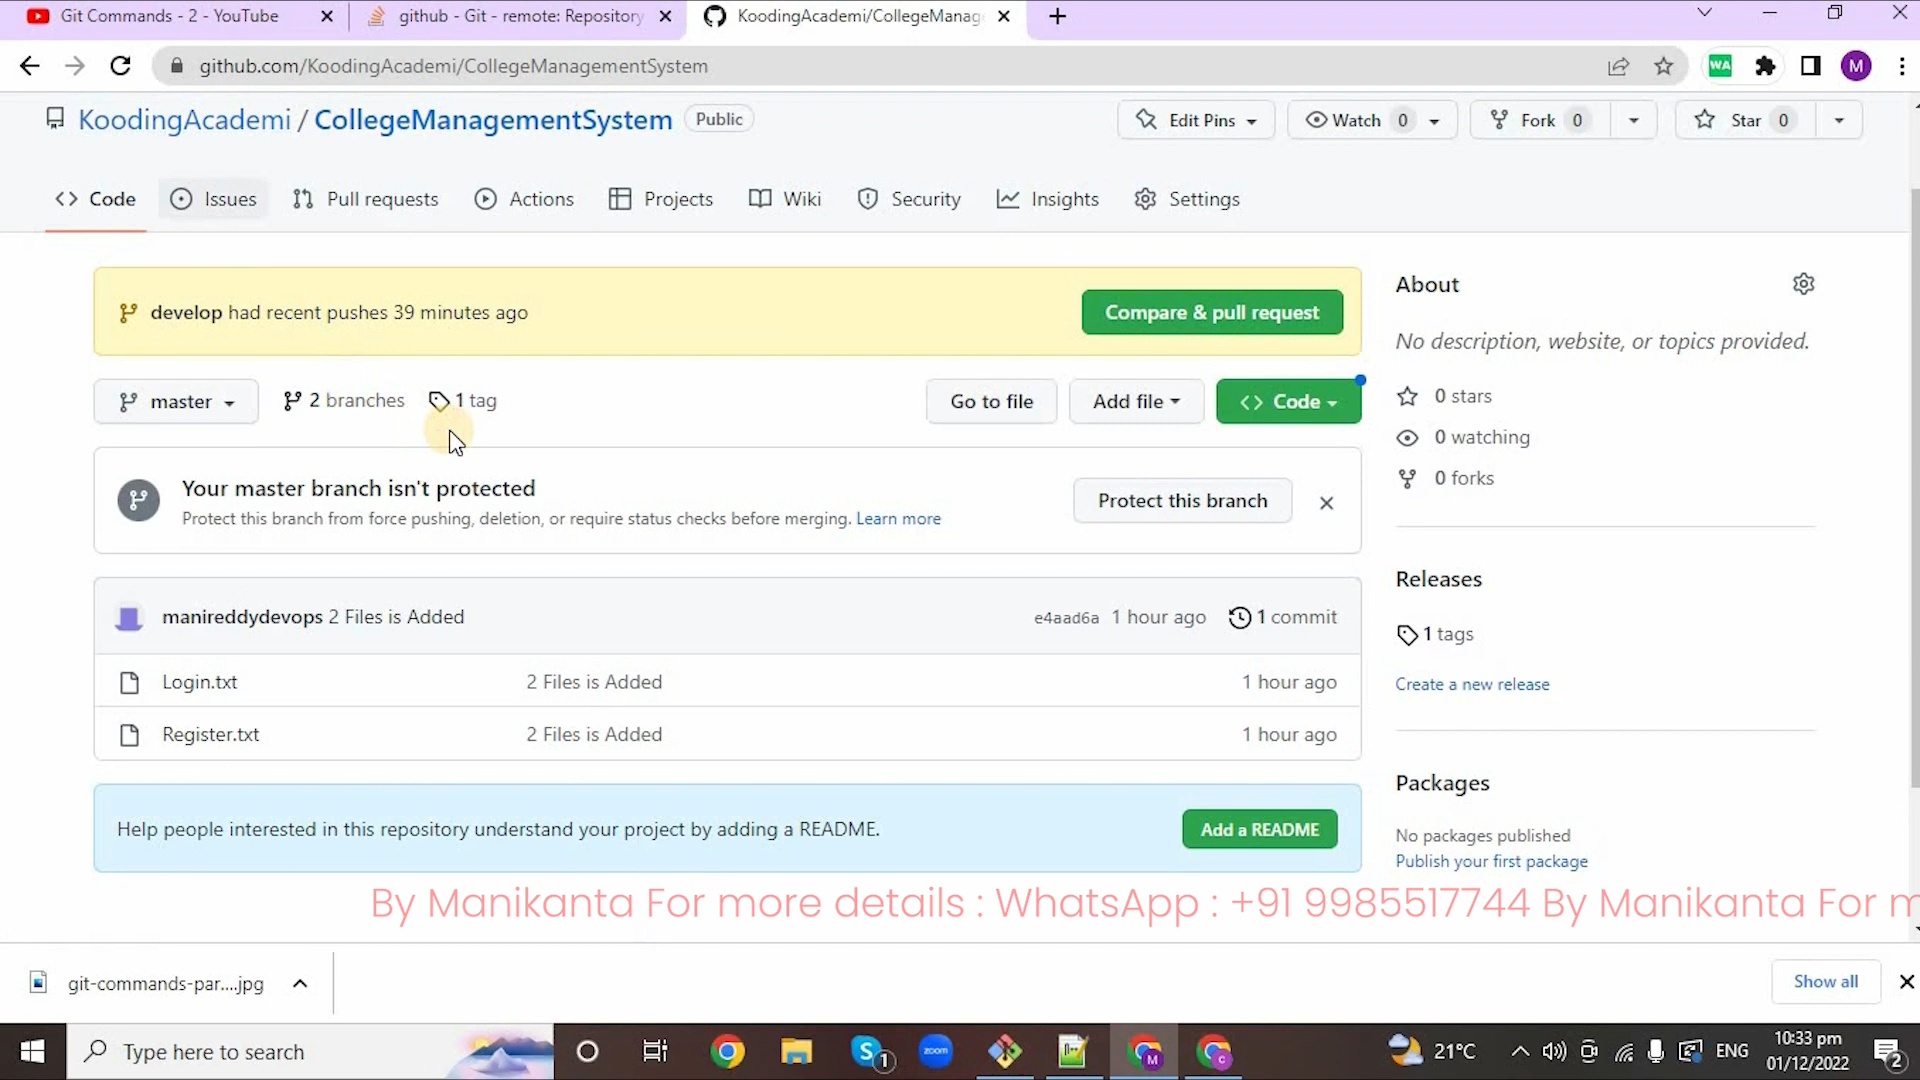 Git Commands - 2 - YouTube
github - Git - remote: Repository
KoodingAcademi/CollegeManag
github.com/KoodingAcademi/CollegeManagementSystem
WA
M
KoodingAcademi / CollegeManagementSystem Public
Edit Pins
Watch 0
Fork 0
Star 0
Code
Issues
Pull requests
Actions
Projects
Wiki
Security
Insights
Settings
develop had recent pushes 39 minutes ago
Compare & pull request
master
2 branches
1 tag
Go to file
Add file
Code
Your master branch isn't protected
Protect this branch from force pushing, deletion, or require status checks before merging. Learn more
Protect this branch
manireddydevops 2 Files is Added
e4aad6a 1 hour ago
1 commit
Login.txt 2 Files is Added 1 hour ago
Register.txt 2 Files is Added 1 hour ago
Help people interested in this repository understand your project by adding a README.
Add a README
About
No description, website, or topics provided.
0 stars
0 watching
0 forks
Releases
1 tags
Create a new release
Packages
No packages published
Publish your first package
By Manikanta For more details : WhatsApp : +91 9985517744 By Manikanta For m
git-commands-par....jpg
Show all
Type here to search
S 1
zoom
M
C
21°C
ENG
10:33 pm
01/12/2022
2